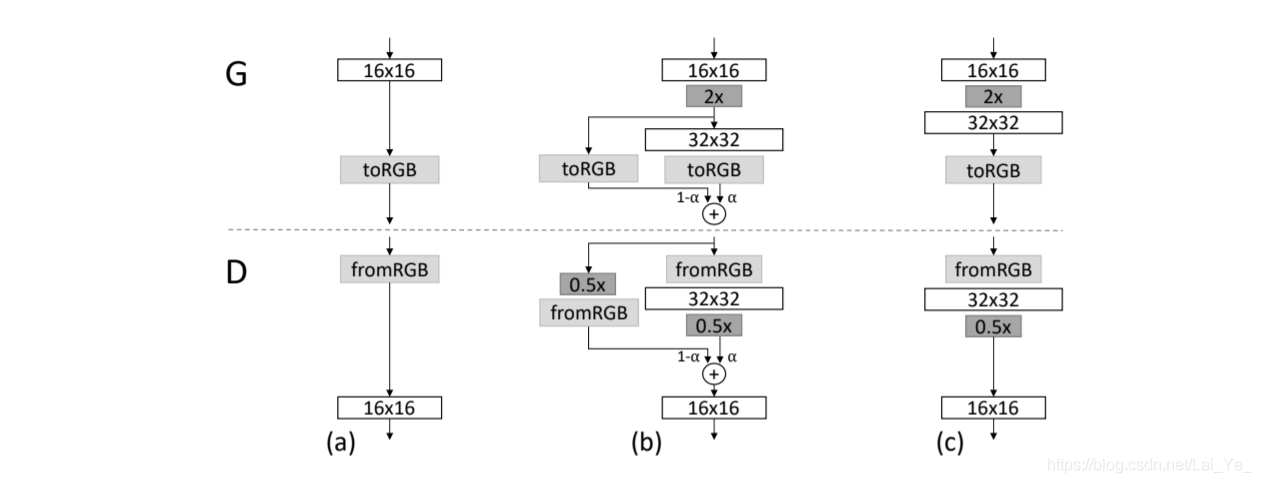 G
16x16
toRGB
16x16
2x
32x32
toRGB
toRGB
1-α
α
+
16x16
2x
32x32
toRGB
D
fromRGB
16x16
(a)
0.5x
fromRGB
fromRGB
32x32
0.5x
1-α
α
+
16x16
(b)
fromRGB
32x32
0.5x
16x16
(c)
https://blog.csdn.net/Lai_Ye_